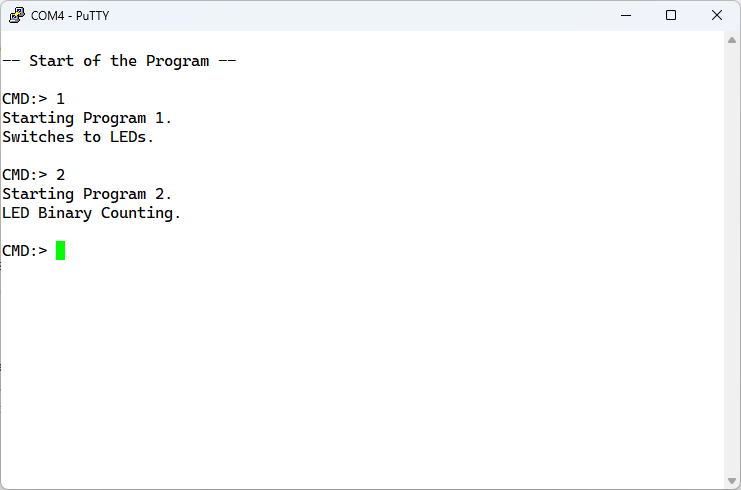 COM4 - PuTTY
-- Start of the Program --
CMD:> 1
Starting Program 1.
Switches to LEDs.
CMD:> 2
Starting Program 2.
LED Binary Counting.
CMD:>